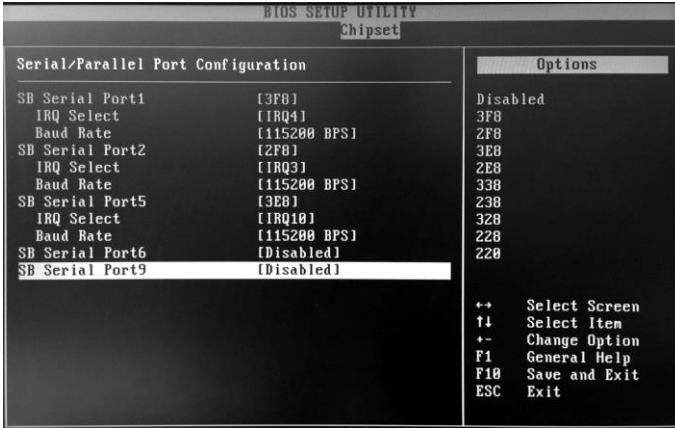 BIOS SETUP UTILITY
Chipset
Serial/Parallel Port Configuration
SB Serial Port1 [3F8]
IRQ Select [IRQ4]
Baud Rate [115200 BPS]
SB Serial Port2 [2F8]
IRQ Select [IRQ3]
Baud Rate [115200 BPS]
SB Serial Port5 [3E8]
IRQ Select [IRQ10]
Baud Rate [115200 BPS]
SB Serial Port6 [Disabled]
SB Serial Port9 [Disabled]
Options
Disabled
3F8
2F8
3E8
2E8
338
238
328
228
220
←→ Select Screen
↑↓ Select Item
+- Change Option
F1 General Help
F10 Save and Exit
ESC Exit